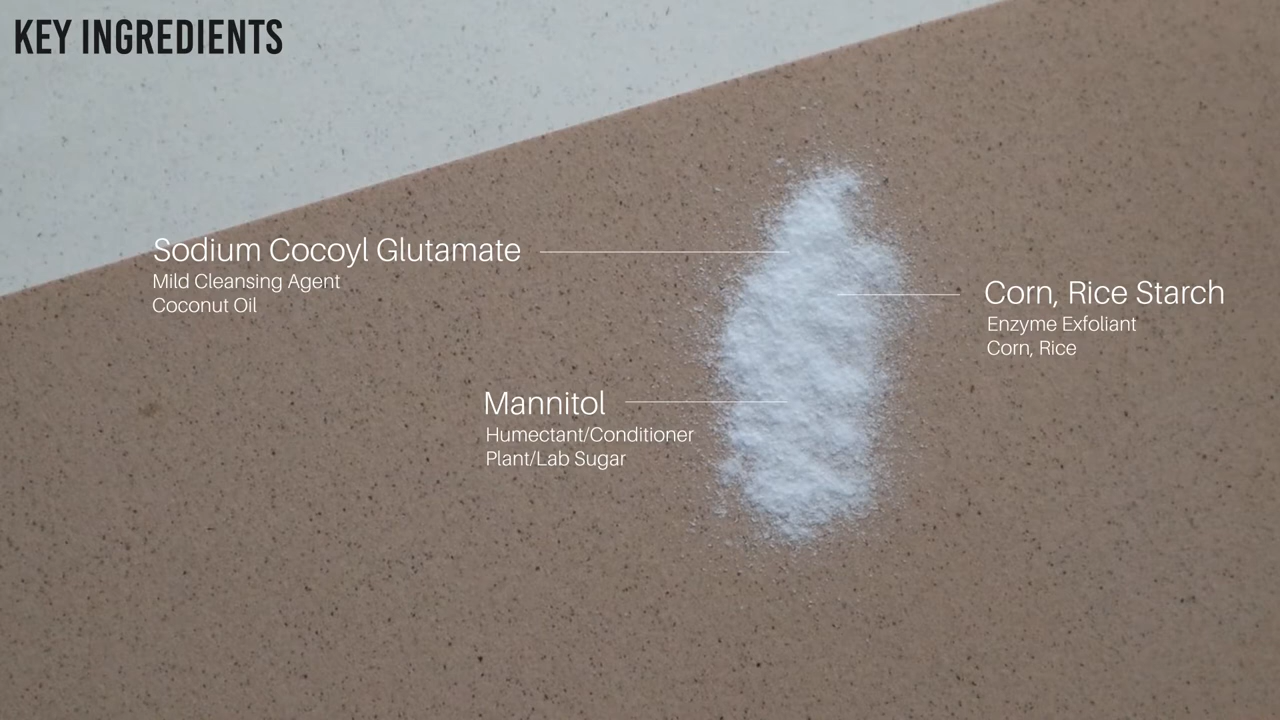 KEY INGREDIENTS
Sodium Cocoyl Glutamate
Mild Cleansing Agent
Coconut Oil
Corn, Rice Starch
Enzyme Exfoliant
Corn, Rice
Mannitol
Humectant/Conditioner
Plant/Lab Sugar